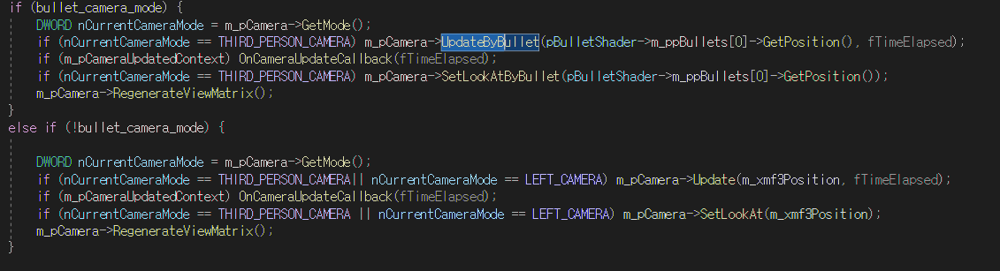 if (bullet_camera_mode) {
DWORD nCurrentCameraMode = m_pCamera->GetMode();
if (nCurrentCameraMode == THIRD_PERSON_CAMERA) m_pCamera->UpdateByBullet(pBulletShader->m_ppBullets[0]->GetPosition(), fTimeElapsed);
if (m_pCameraUpdatedContext) OnCameraUpdateCallback(fTimeElapsed);
if (nCurrentCameraMode == THIRD_PERSON_CAMERA) m_pCamera->SetLookAtByBullet(pBulletShader->m_ppBullets[0]->GetPosition());
m_pCamera->RegenerateViewMatrix();
}
else if (!bullet_camera_mode) {
DWORD nCurrentCameraMode = m_pCamera->GetMode();
if (nCurrentCameraMode == THIRD_PERSON_CAMERA|| nCurrentCameraMode == LEFT_CAMERA) m_pCamera->Update(m_xmf3Position, fTimeElapsed);
if (m_pCameraUpdatedContext) OnCameraUpdateCallback(fTimeElapsed);
if (nCurrentCameraMode == THIRD_PERSON_CAMERA || nCurrentCameraMode == LEFT_CAMERA) m_pCamera->SetLookAt(m_xmf3Position);
m_pCamera->RegenerateViewMatrix();
}